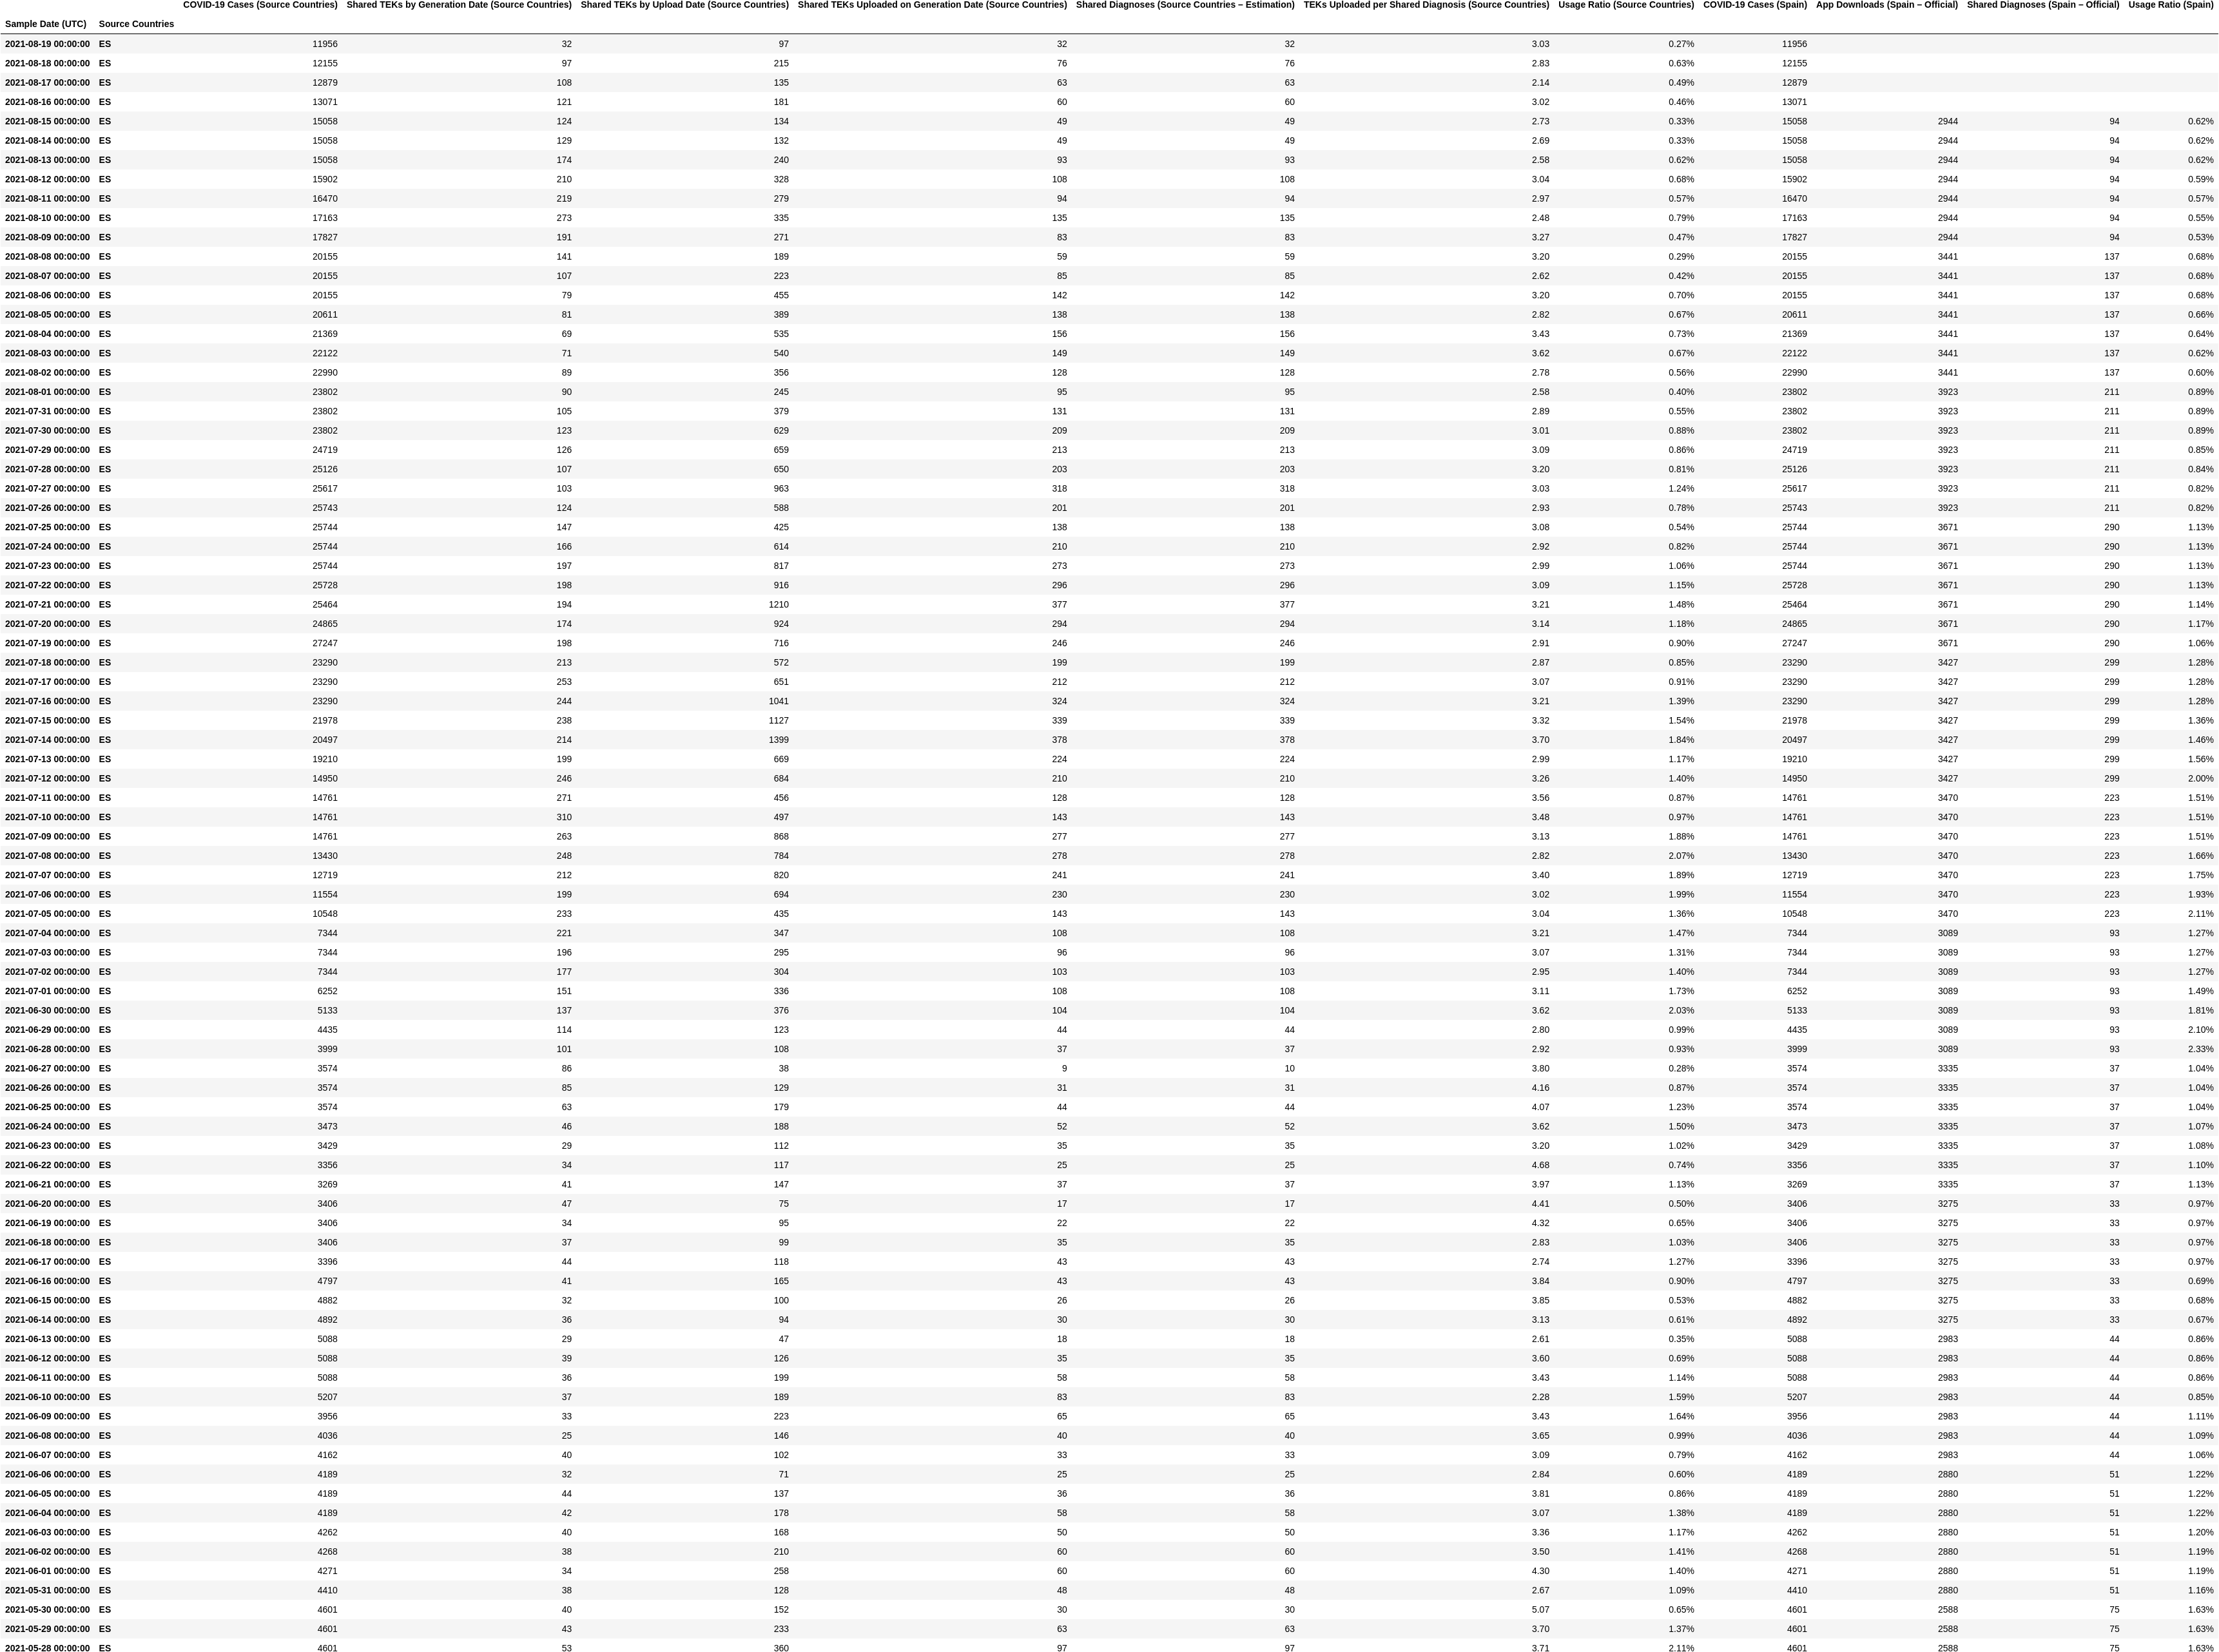 COVID-19 Cases (Source Countries) Shared TEKs by Generation Date (Source Countries) Shared TEKs by Upload Date (Source Countries) Shared TEKs Uploaded on Generation Date (Source Countries) Shared Diagnoses (Source Countries – Estimation) TEKs Uploaded per Shared Diagnosis (Source Countries) Usage Ratio (Source Countries) COVID-19 Cases (Spain) App Downloads (Spain – Official) Shared Diagnoses (Spain – Official) Usage Ratio (Spain)
Sample Date (UTC) Source Countries
2021-08-19 00:00:00 ES 11956 32 97 32 32 3.03 0.27% 11956
2021-08-18 00:00:00 ES 12155 97 215 76 76 2.83 0.63% 12155
2021-08-17 00:00:00 ES 12879 108 135 63 63 2.14 0.49% 12879
2021-08-16 00:00:00 ES 13071 121 181 60 60 3.02 0.46% 13071
2021-08-15 00:00:00 ES 15058 124 134 49 49 2.73 0.33% 15058 2944 94 0.62%
2021-08-14 00:00:00 ES 15058 129 132 49 49 2.69 0.33% 15058 2944 94 0.62%
2021-08-13 00:00:00 ES 15058 174 240 93 93 2.58 0.62% 15058 2944 94 0.62%
2021-08-12 00:00:00 ES 15902 210 328 108 108 3.04 0.68% 15902 2944 94 0.59%
2021-08-11 00:00:00 ES 16470 219 279 94 94 2.97 0.57% 16470 2944 94 0.57%
2021-08-10 00:00:00 ES 17163 273 335 135 135 2.48 0.79% 17163 2944 94 0.55%
2021-08-09 00:00:00 ES 17827 191 271 83 83 3.27 0.47% 17827 2944 94 0.53%
2021-08-08 00:00:00 ES 20155 141 189 59 59 3.20 0.29% 20155 3441 137 0.68%
2021-08-07 00:00:00 ES 20155 107 223 85 85 2.62 0.42% 20155 3441 137 0.68%
2021-08-06 00:00:00 ES 20155 79 455 142 142 3.20 0.70% 20155 3441 137 0.68%
2021-08-05 00:00:00 ES 20611 81 389 138 138 2.82 0.67% 20611 3441 137 0.66%
2021-08-04 00:00:00 ES 21369 69 535 156 156 3.43 0.73% 21369 3441 137 0.64%
2021-08-03 00:00:00 ES 22122 71 540 149 149 3.62 0.67% 22122 3441 137 0.62%
2021-08-02 00:00:00 ES 22990 89 356 128 128 2.78 0.56% 22990 3441 137 0.60%
2021-08-01 00:00:00 ES 23802 90 245 95 95 2.58 0.40% 23802 3923 211 0.89%
2021-07-31 00:00:00 ES 23802 105 379 131 131 2.89 0.55% 23802 3923 211 0.89%
2021-07-30 00:00:00 ES 23802 123 629 209 209 3.01 0.88% 23802 3923 211 0.89%
2021-07-29 00:00:00 ES 24719 126 659 213 213 3.09 0.86% 24719 3923 211 0.85%
2021-07-28 00:00:00 ES 25126 107 650 203 203 3.20 0.81% 25126 3923 211 0.84%
2021-07-27 00:00:00 ES 25617 103 963 318 318 3.03 1.24% 25617 3923 211 0.82%
2021-07-26 00:00:00 ES 25743 124 588 201 201 2.93 0.78% 25743 3923 211 0.82%
2021-07-25 00:00:00 ES 25744 147 425 138 138 3.08 0.54% 25744 3671 290 1.13%
2021-07-24 00:00:00 ES 25744 166 614 210 210 2.92 0.82% 25744 3671 290 1.13%
2021-07-23 00:00:00 ES 25744 197 817 273 273 2.99 1.06% 25744 3671 290 1.13%
2021-07-22 00:00:00 ES 25728 198 916 296 296 3.09 1.15% 25728 3671 290 1.13%
2021-07-21 00:00:00 ES 25464 194 1210 377 377 3.21 1.48% 25464 3671 290 1.14%
2021-07-20 00:00:00 ES 24865 174 924 294 294 3.14 1.18% 24865 3671 290 1.17%
2021-07-19 00:00:00 ES 27247 198 716 246 246 2.91 0.90% 27247 3671 290 1.06%
2021-07-18 00:00:00 ES 23290 213 572 199 199 2.87 0.85% 23290 3427 299 1.28%
2021-07-17 00:00:00 ES 23290 253 651 212 212 3.07 0.91% 23290 3427 299 1.28%
2021-07-16 00:00:00 ES 23290 244 1041 324 324 3.21 1.39% 23290 3427 299 1.28%
2021-07-15 00:00:00 ES 21978 238 1127 339 339 3.32 1.54% 21978 3427 299 1.36%
2021-07-14 00:00:00 ES 20497 214 1399 378 378 3.70 1.84% 20497 3427 299 1.46%
2021-07-13 00:00:00 ES 19210 199 669 224 224 2.99 1.17% 19210 3427 299 1.56%
2021-07-12 00:00:00 ES 14950 246 684 210 210 3.26 1.40% 14950 3427 299 2.00%
2021-07-11 00:00:00 ES 14761 271 456 128 128 3.56 0.87% 14761 3470 223 1.51%
2021-07-10 00:00:00 ES 14761 310 497 143 143 3.48 0.97% 14761 3470 223 1.51%
2021-07-09 00:00:00 ES 14761 263 868 277 277 3.13 1.88% 14761 3470 223 1.51%
2021-07-08 00:00:00 ES 13430 248 784 278 278 2.82 2.07% 13430 3470 223 1.66%
2021-07-07 00:00:00 ES 12719 212 820 241 241 3.40 1.89% 12719 3470 223 1.75%
2021-07-06 00:00:00 ES 11554 199 694 230 230 3.02 1.99% 11554 3470 223 1.93%
2021-07-05 00:00:00 ES 10548 233 435 143 143 3.04 1.36% 10548 3470 223 2.11%
2021-07-04 00:00:00 ES 7344 221 347 108 108 3.21 1.47% 7344 3089 93 1.27%
2021-07-03 00:00:00 ES 7344 196 295 96 96 3.07 1.31% 7344 3089 93 1.27%
2021-07-02 00:00:00 ES 7344 177 304 103 103 2.95 1.40% 7344 3089 93 1.27%
2021-07-01 00:00:00 ES 6252 151 336 108 108 3.11 1.73% 6252 3089 93 1.49%
2021-06-30 00:00:00 ES 5133 137 376 104 104 3.62 2.03% 5133 3089 93 1.81%
2021-06-29 00:00:00 ES 4435 114 123 44 44 2.80 0.99% 4435 3089 93 2.10%
2021-06-28 00:00:00 ES 3999 101 108 37 37 2.92 0.93% 3999 3089 93 2.33%
2021-06-27 00:00:00 ES 3574 86 38 9 10 3.80 0.28% 3574 3335 37 1.04%
2021-06-26 00:00:00 ES 3574 85 129 31 31 4.16 0.87% 3574 3335 37 1.04%
2021-06-25 00:00:00 ES 3574 63 179 44 44 4.07 1.23% 3574 3335 37 1.04%
2021-06-24 00:00:00 ES 3473 46 188 52 52 3.62 1.50% 3473 3335 37 1.07%
2021-06-23 00:00:00 ES 3429 29 112 35 35 3.20 1.02% 3429 3335 37 1.08%
2021-06-22 00:00:00 ES 3356 34 117 25 25 4.68 0.74% 3356 3335 37 1.10%
2021-06-21 00:00:00 ES 3269 41 147 37 37 3.97 1.13% 3269 3335 37 1.13%
2021-06-20 00:00:00 ES 3406 47 75 17 17 4.41 0.50% 3406 3275 33 0.97%
2021-06-19 00:00:00 ES 3406 34 95 22 22 4.32 0.65% 3406 3275 33 0.97%
2021-06-18 00:00:00 ES 3406 37 99 35 35 2.83 1.03% 3406 3275 33 0.97%
2021-06-17 00:00:00 ES 3396 44 118 43 43 2.74 1.27% 3396 3275 33 0.97%
2021-06-16 00:00:00 ES 4797 41 165 43 43 3.84 0.90% 4797 3275 33 0.69%
2021-06-15 00:00:00 ES 4882 32 100 26 26 3.85 0.53% 4882 3275 33 0.68%
2021-06-14 00:00:00 ES 4892 36 94 30 30 3.13 0.61% 4892 3275 33 0.67%
2021-06-13 00:00:00 ES 5088 29 47 18 18 2.61 0.35% 5088 2983 44 0.86%
2021-06-12 00:00:00 ES 5088 39 126 35 35 3.60 0.69% 5088 2983 44 0.86%
2021-06-11 00:00:00 ES 5088 36 199 58 58 3.43 1.14% 5088 2983 44 0.86%
2021-06-10 00:00:00 ES 5207 37 189 83 83 2.28 1.59% 5207 2983 44 0.85%
2021-06-09 00:00:00 ES 3956 33 223 65 65 3.43 1.64% 3956 2983 44 1.11%
2021-06-08 00:00:00 ES 4036 25 146 40 40 3.65 0.99% 4036 2983 44 1.09%
2021-06-07 00:00:00 ES 4162 40 102 33 33 3.09 0.79% 4162 2983 44 1.06%
2021-06-06 00:00:00 ES 4189 32 71 25 25 2.84 0.60% 4189 2880 51 1.22%
2021-06-05 00:00:00 ES 4189 44 137 36 36 3.81 0.86% 4189 2880 51 1.22%
2021-06-04 00:00:00 ES 4189 42 178 58 58 3.07 1.38% 4189 2880 51 1.22%
2021-06-03 00:00:00 ES 4262 40 168 50 50 3.36 1.17% 4262 2880 51 1.20%
2021-06-02 00:00:00 ES 4268 38 210 60 60 3.50 1.41% 4268 2880 51 1.19%
2021-06-01 00:00:00 ES 4271 34 258 60 60 4.30 1.40% 4271 2880 51 1.19%
2021-05-31 00:00:00 ES 4410 38 128 48 48 2.67 1.09% 4410 2880 51 1.16%
2021-05-30 00:00:00 ES 4601 40 152 30 30 5.07 0.65% 4601 2588 75 1.63%
2021-05-29 00:00:00 ES 4601 43 233 63 63 3.70 1.37% 4601 2588 75 1.63%
2021-05-28 00:00:00 ES 4601 53 360 97 97 3.71 2.11% 4601 2588 75 1.63%